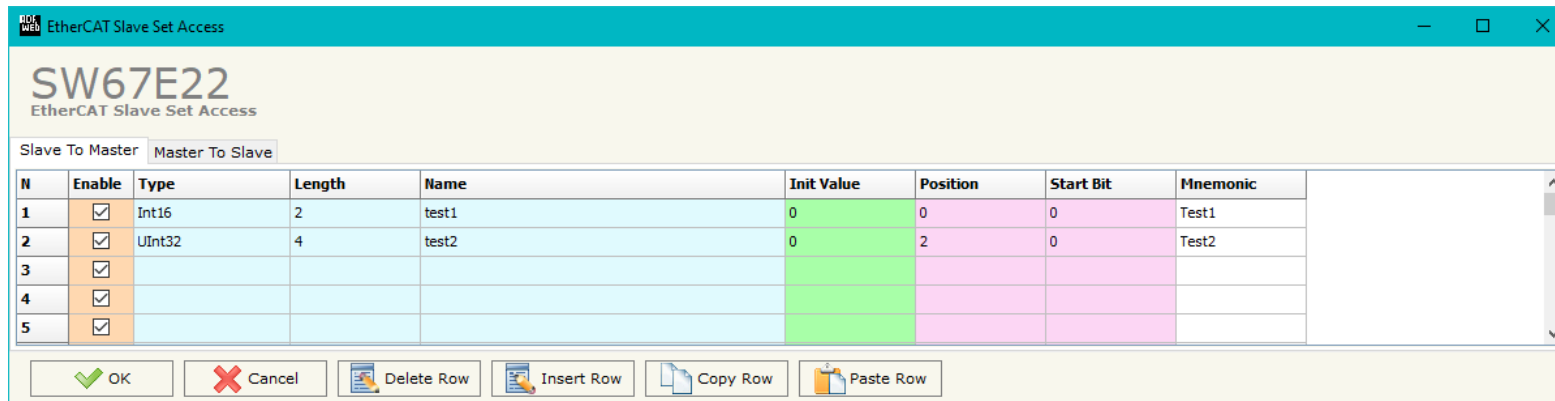 ADF WEB EtherCAT Slave Set Access
SW67E22
EtherCAT Slave Set Access
Slave To Master Master To Slave
N Enable Type Length Name Init Value Position Start Bit Mnemonic
1 Int16 2 test1 0 0 0 Test1
2 UInt32 4 test2 0 2 0 Test2
3
4
5
OK Cancel Delete Row Insert Row Copy Row Paste Row